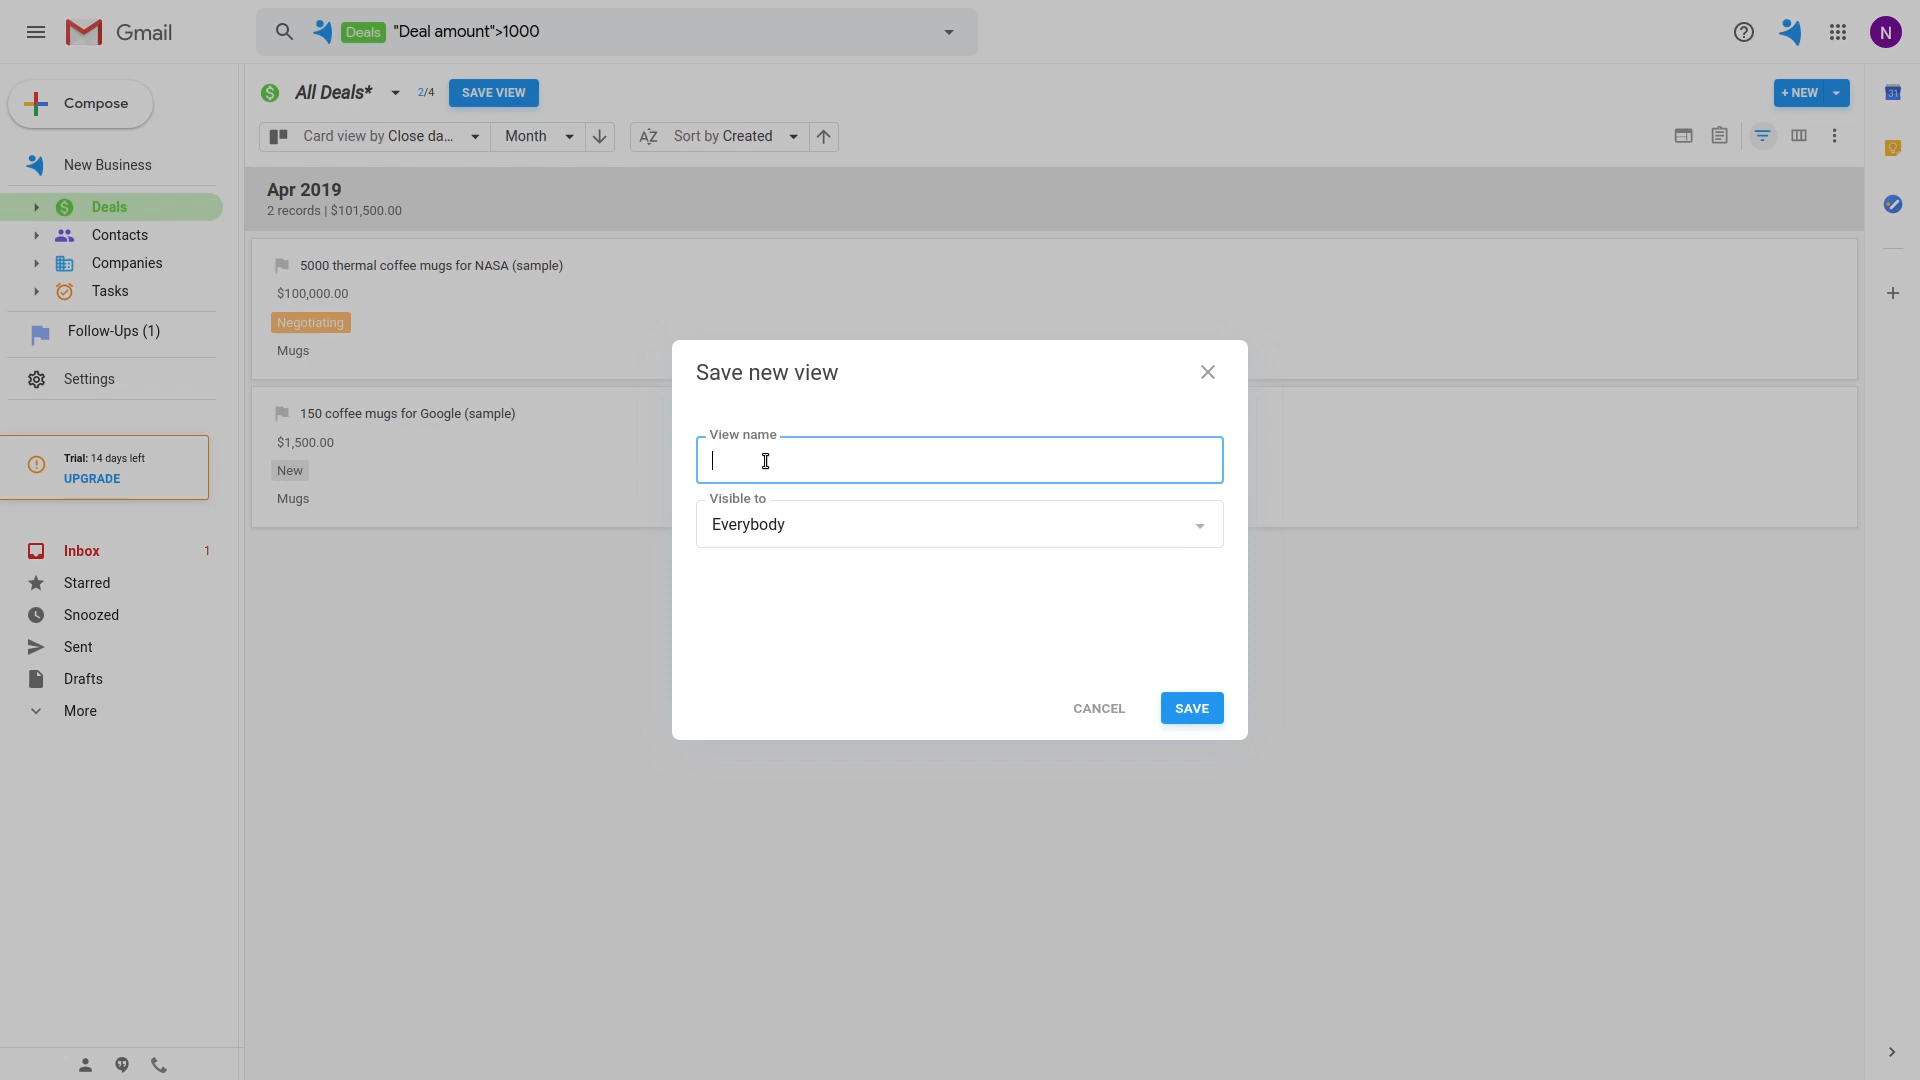 Gmail
Deals "Deal amount">1000
N
Compose
New Business
Deals
Contacts
Companies
Tasks
Follow-Ups (1)
Settings
Trial: 14 days left
UPGRADE
Inbox 1
Starred
Snoozed
Sent
Drafts
More
All Deals* 2/4 SAVE VIEW
+ NEW
Card view by Close da... Month Sort by Created
31
Apr 2019
2 records | $101,500.00
5000 thermal coffee mugs for NASA (sample)
$100,000.00
Negotiating
Mugs
150 coffee mugs for Google (sample)
$1,500.00
New
Mugs
Save new view
View name
Visible to
Everybody
CANCEL SAVE